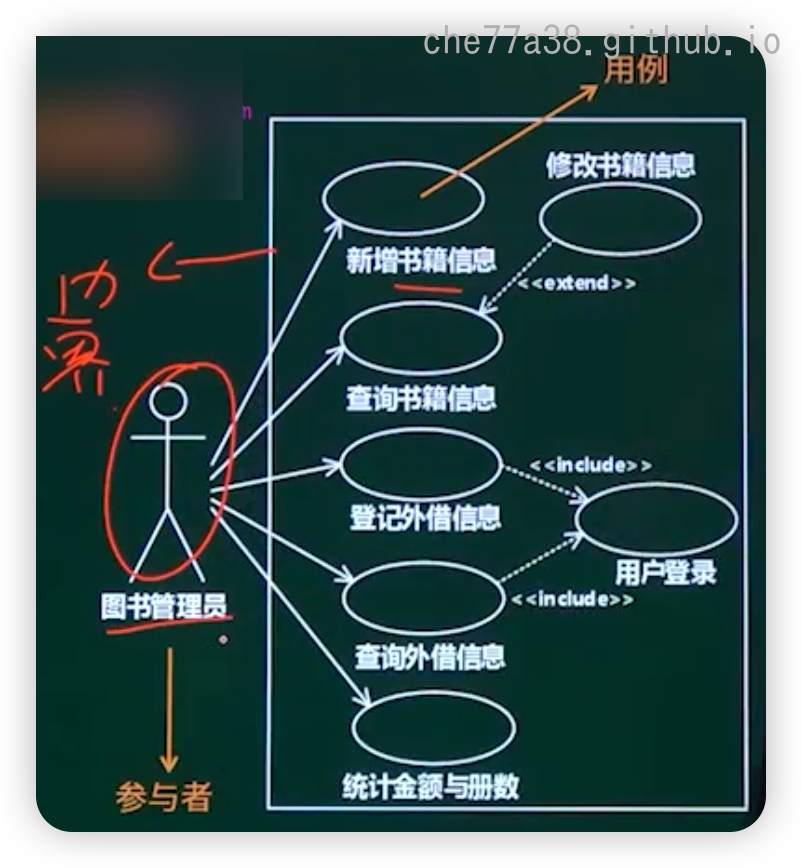 che77a38.github.io
用例
n
修改书籍信息
新增书籍信息
<<extend>>
边界
查询书籍信息
<<include>>
登记外借信息
用户登录
图书管理员
<<include>>
查询外借信息
参与者
统计金额与册数